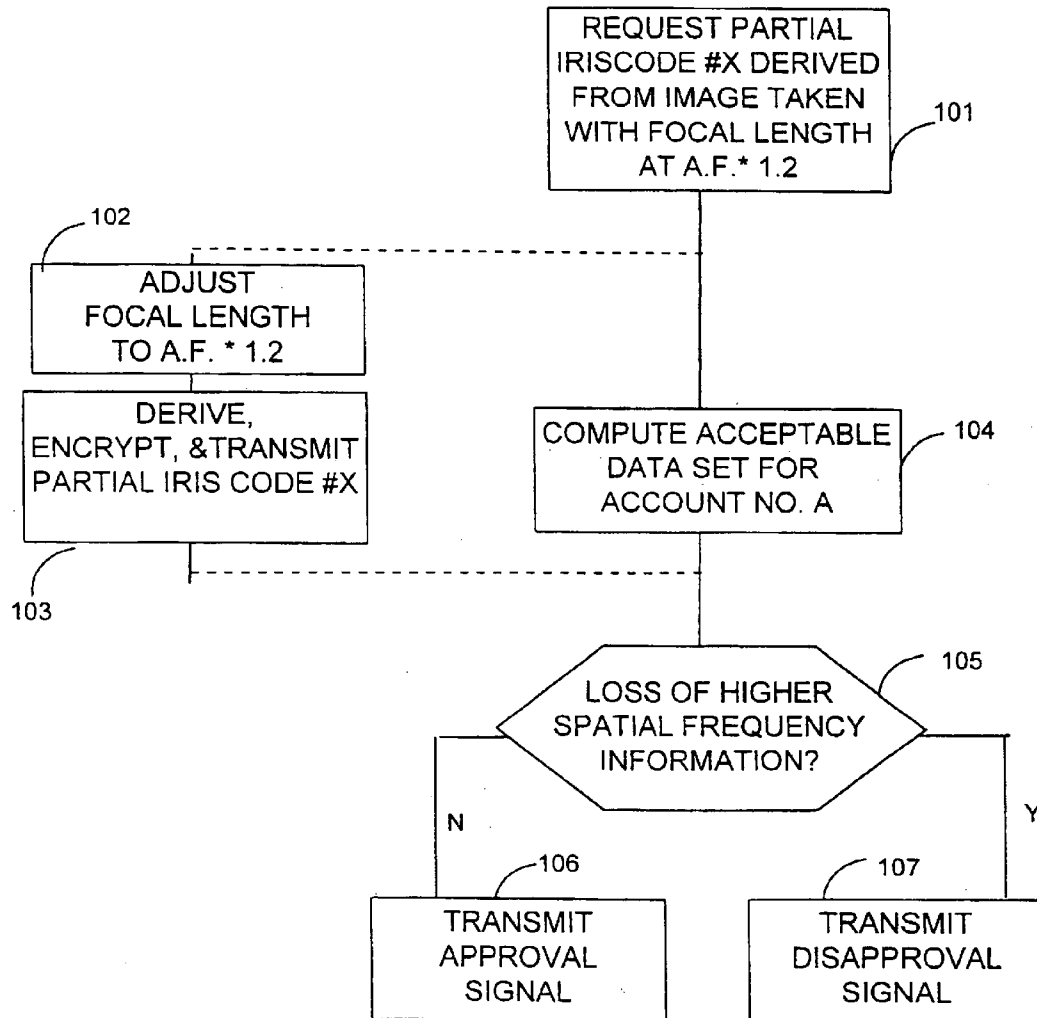 REQUEST PARTIAL
IRISCODE #X DERIVED
FROM IMAGE TAKEN
WITH FOCAL LENGTH
AT A.F.* 1.2
101
102
ADJUST
FOCAL LENGTH
TO A.F. * 1.2
DERIVE,
ENCRYPT, &TRANSMIT
PARTIAL IRIS CODE #X
103
COMPUTE ACCEPTABLE
DATA SET FOR
ACCOUNT NO. A
104
LOSS OF HIGHER
SPATIAL FREQUENCY
INFORMATION?
105
N
Y
106
TRANSMIT
APPROVAL
SIGNAL
107
TRANSMIT
DISAPPROVAL
SIGNAL